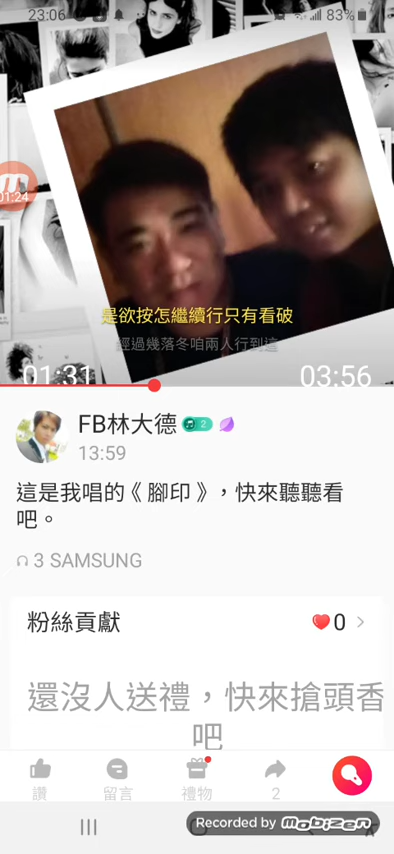 23:06
83%
01:24
是欲按怎繼續行只有看破
經過幾落冬咱兩人行到這
01:31
03:56
FB林大德
2
13:59
這是我唱的《 腳印 》，快來聽聽看
吧。
3 SAMSUNG
粉絲貢獻
0
還沒人送禮，快來搶頭香
吧
讚
留言
禮物
2
Recorded by mobizen